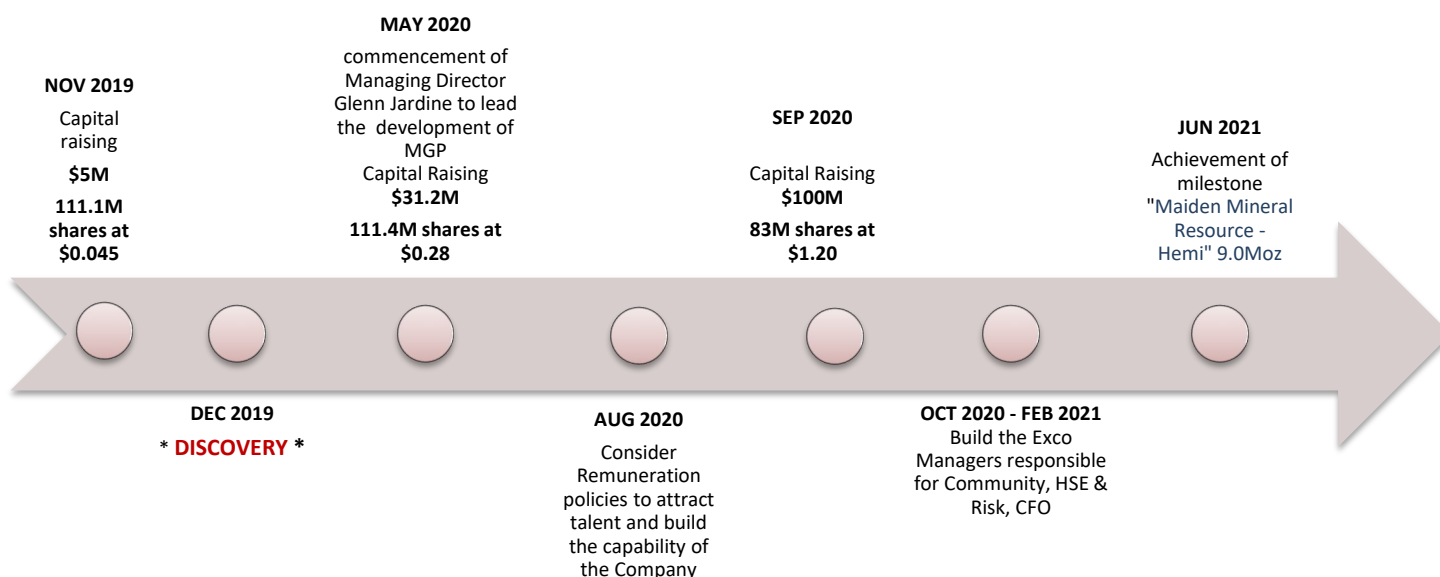 NOV 2019
Capital
raising
$5M
111.1M
shares at
$0.045
DEC 2019
* DISCOVERY *
MAY 2020
commencement of
Managing Director
Glenn Jardine to lead
the development of
MGP
Capital Raising
$31.2M
111.4M shares at
$0.28
AUG 2020
Consider
Remuneration
policies to attract
talent and build
the capability of
the Company
SEP 2020
Capital Raising
$100M
83M shares at
$1.20
OCT 2020 - FEB 2021
Build the Exco
Managers responsible
for Community, HSE &
Risk, CFO
JUN 2021
Achievement of
milestone
"Maiden Mineral
Resource -
Hemi" 9.0Moz